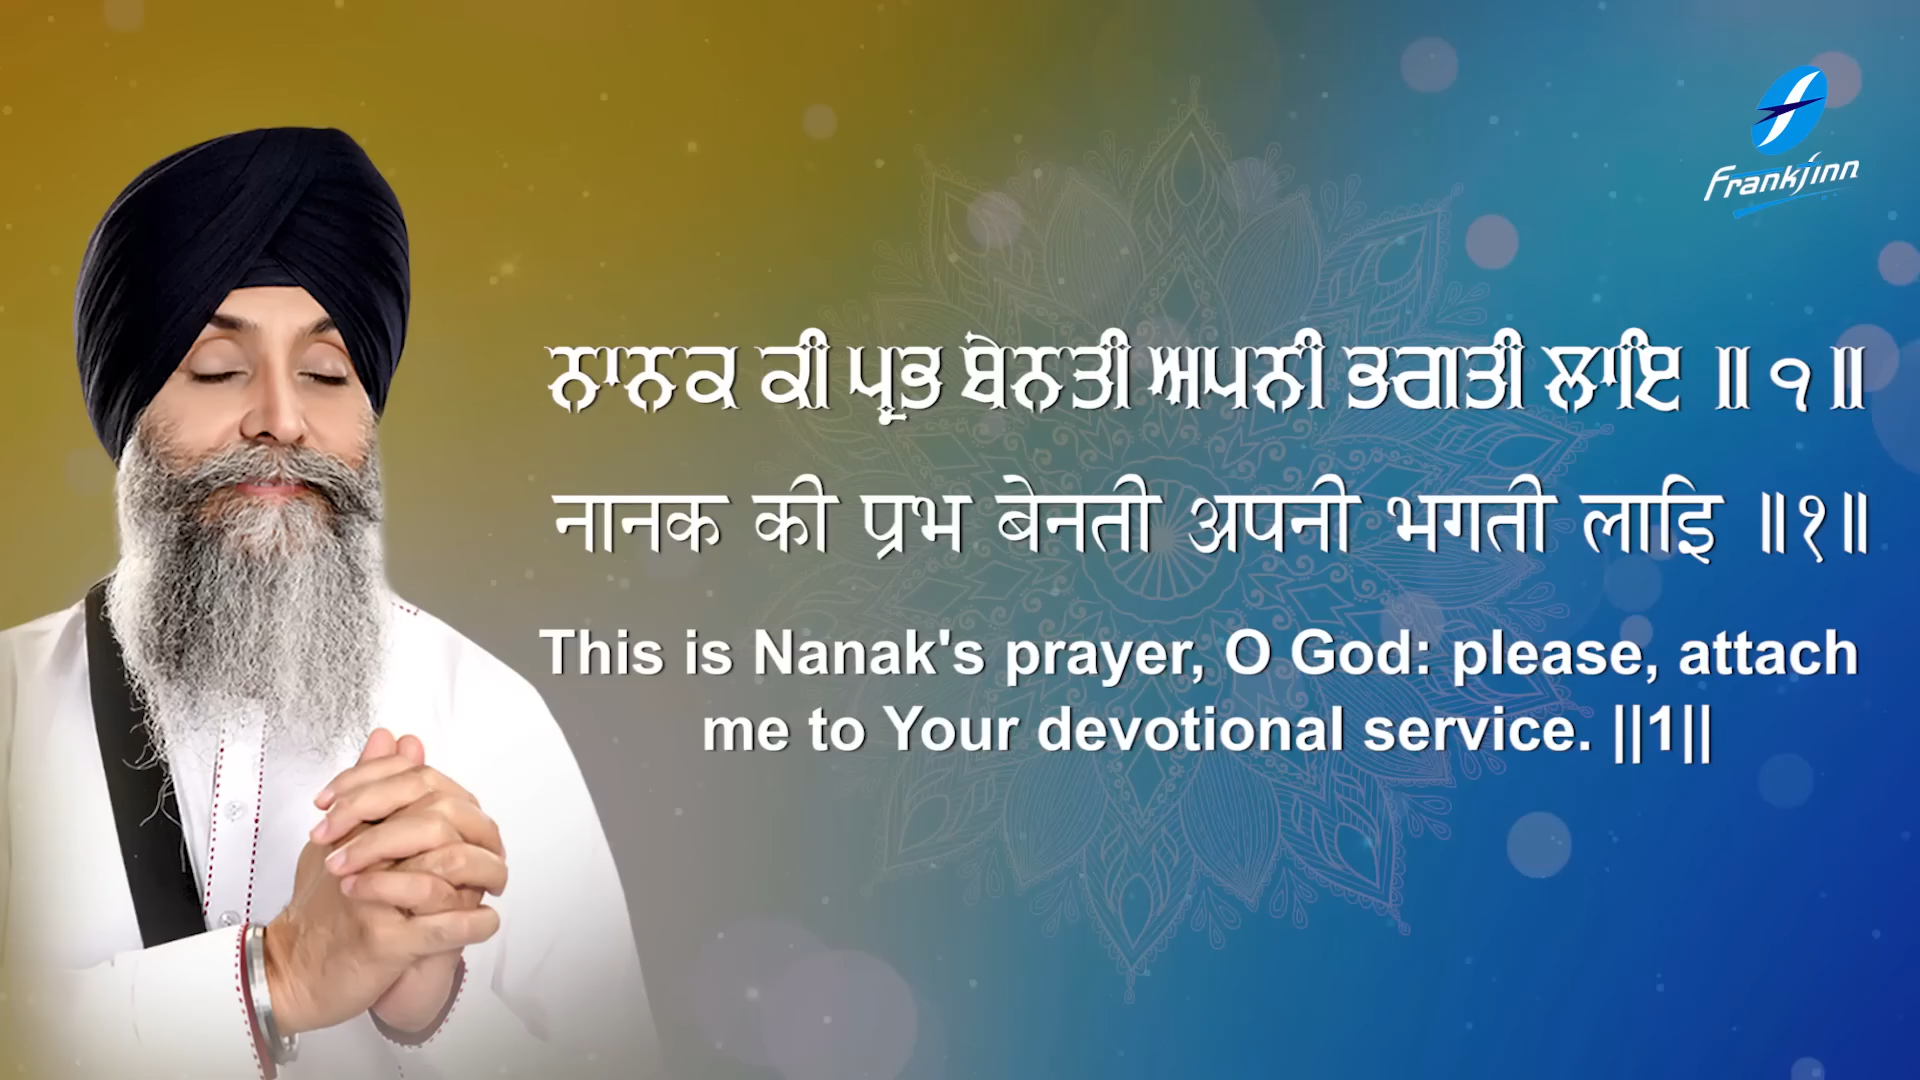 Frankfinn
ਨਾਨਕ ਕੀ ਪ੍ਰਭ ਬੇਨਤੀ ਅਪਨੀ ਭਗਤੀ ਲਾਇ ॥੧॥
नानक की प्रभ बेनती अपनी भगती लाइि ॥१॥
This is Nanak's prayer, O God: please, attach
me to Your devotional service. ||1||